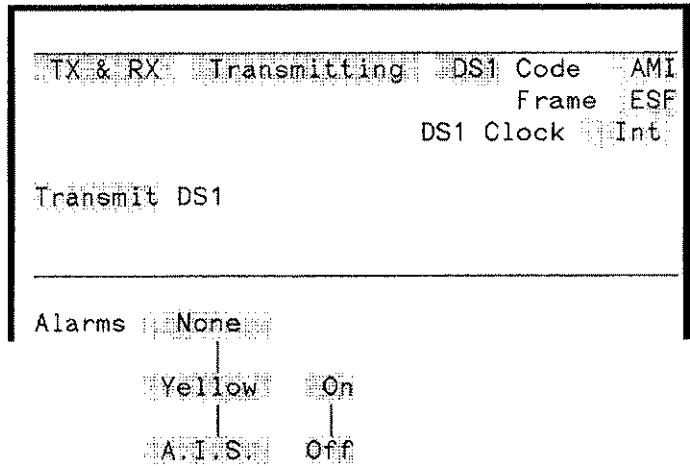 TX & RX Transmitting DS1 Code AMI
Frame ESF
DS1 Clock Int
Transmit DS1
Alarms None
Yellow On
A.I.S. Off